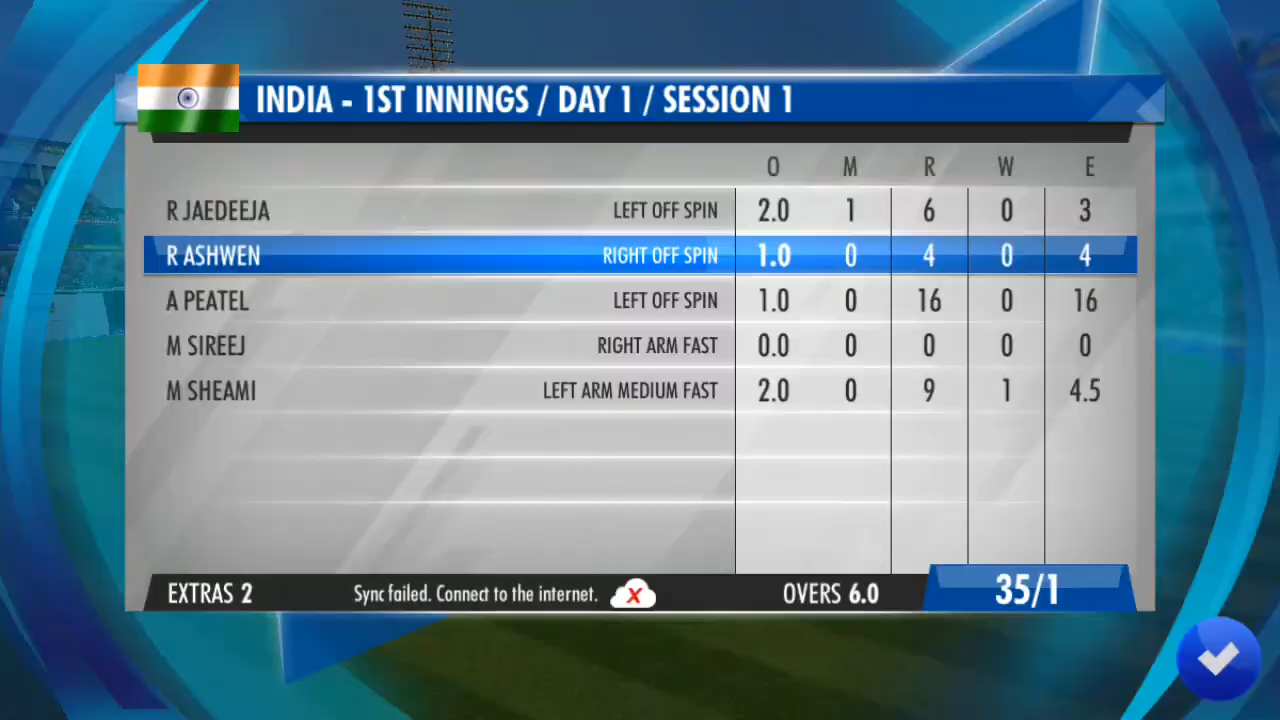 INDIA - 1ST INNINGS / DAY 1 / SESSION 1
O M R W E
R JAEDEEJA LEFT OFF SPIN 2.0 1 6 0 3
R ASHWEN RIGHT OFF SPIN 1.0 0 4 0 4
A PEATEL LEFT OFF SPIN 1.0 0 16 0 16
M SIREEJ RIGHT ARM FAST 0.0 0 0 0 0
M SHEAMI LEFT ARM MEDIUM FAST 2.0 0 9 1 4.5
EXTRAS 2 Sync failed. Connect to the internet. X OVERS 6.0 35/1